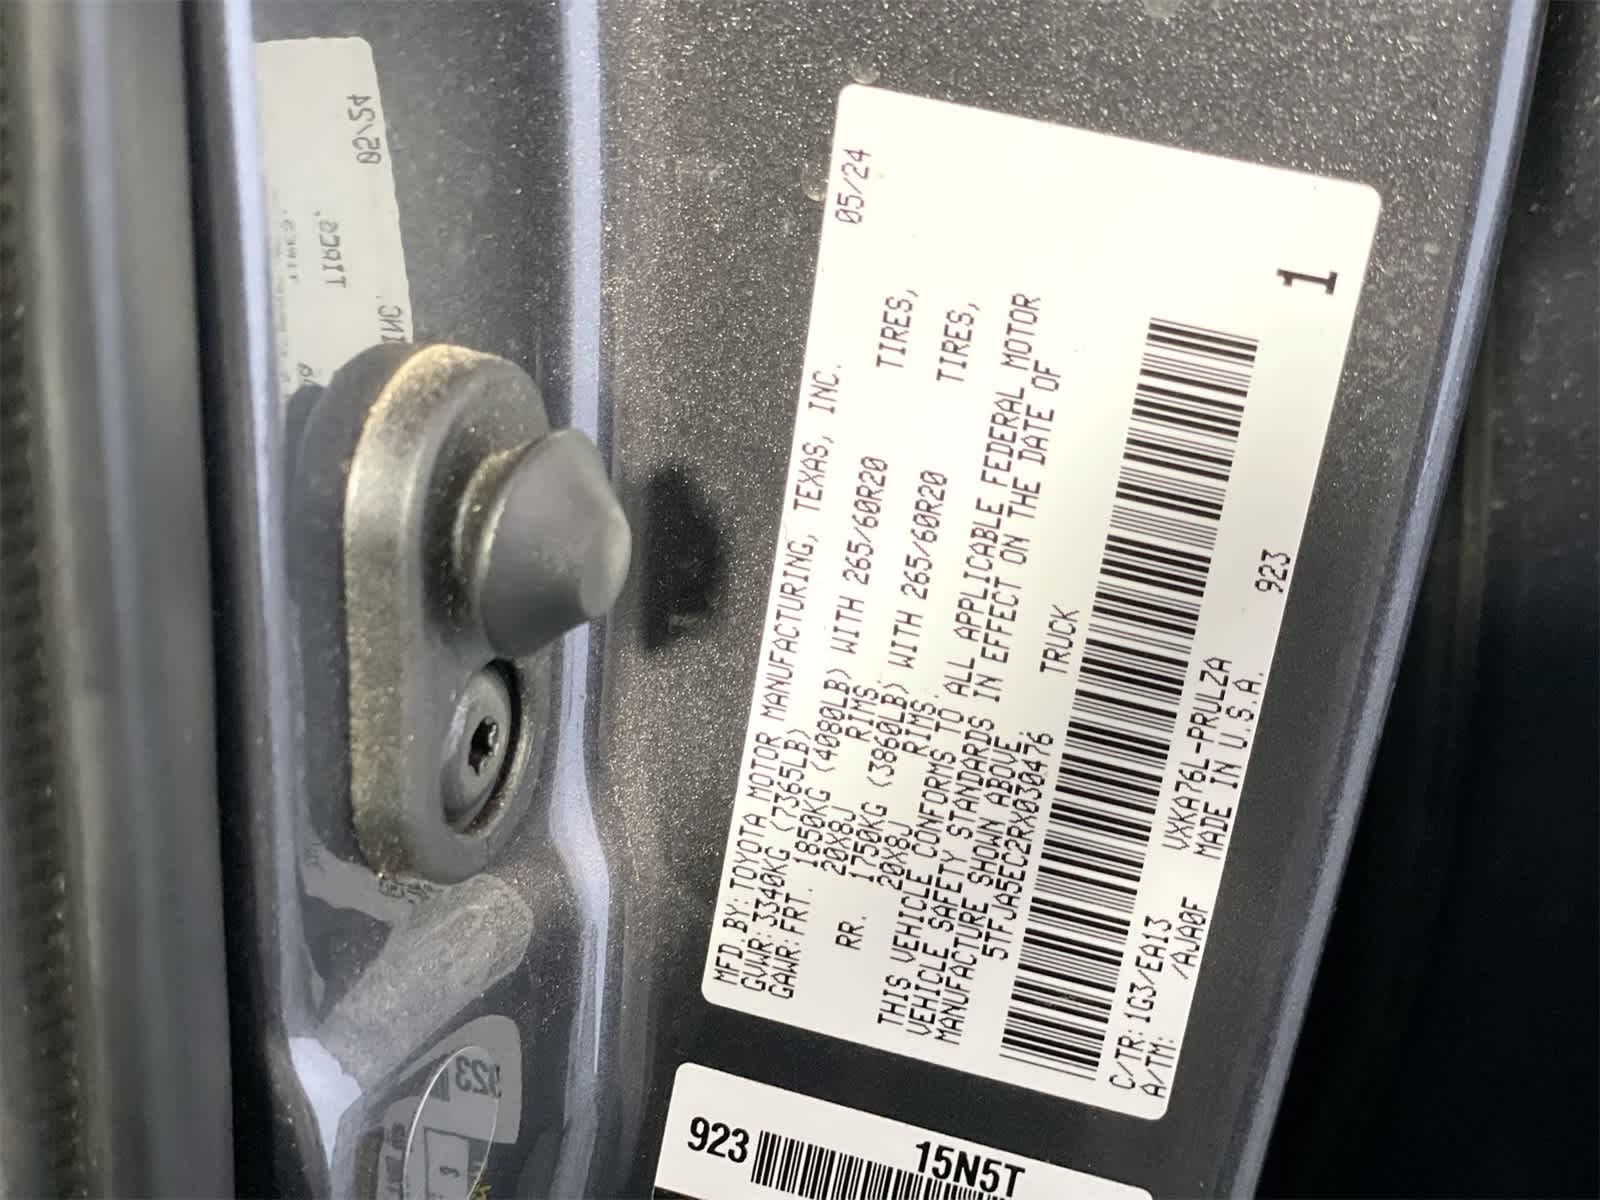 05/24
MFD BY: TOYOTA MOTOR MANUFACTURING, TEXAS, INC.
GVWR: 3340KG (7365LB)
GAWR: FRT. 1850KG (4080LB) WITH 265/60R20 TIRES,
20X8J RIMS.
RR. 1750KG (3860LB) WITH 265/60R20 TIRES,
20X8J RIMS.
THIS VEHICLE CONFORMS TO ALL APPLICABLE FEDERAL MOTOR
VEHICLE SAFETY STANDARDS IN EFFECT ON THE DATE OF
MANUFACTURE SHOWN ABOVE.
5TFJA5EC2RX030476 TRUCK
C/TR: 1G3/EA13 VXKA76L-PRULZA
A/TM: /AJA0F MADE IN U.S.A. 923
1
923 15N5T